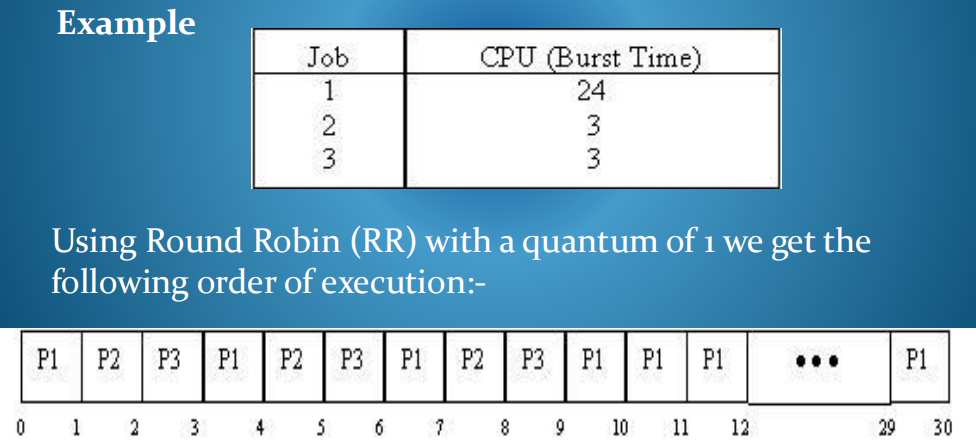 Example
Job CPU (Burst Time)
1 24
2 3
3 3
Using Round Robin (RR) with a quantum of 1 we get the
following order of execution:-
P1 P2 P3 P1 P2 P3 P1 P2 P3 P1 P1 P1 ••• P1
0 1 2 3 4 5 6 7 8 9 10 11 12 29 30